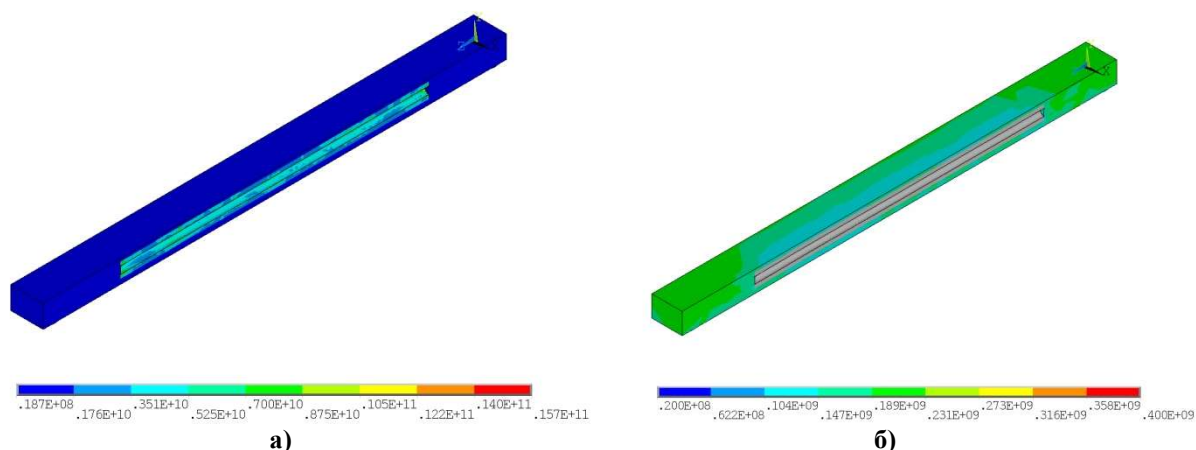 .187E+08 .351E+10 .700E+10 .105E+11 .140E+11
.176E+10 .525E+10 .875E+10 .122E+11 .157E+11
а)
.200E+08 .104E+09 .189E+09 .273E+09 .358E+09
.622E+08 .147E+09 .231E+09 .316E+09 .400E+09
б)